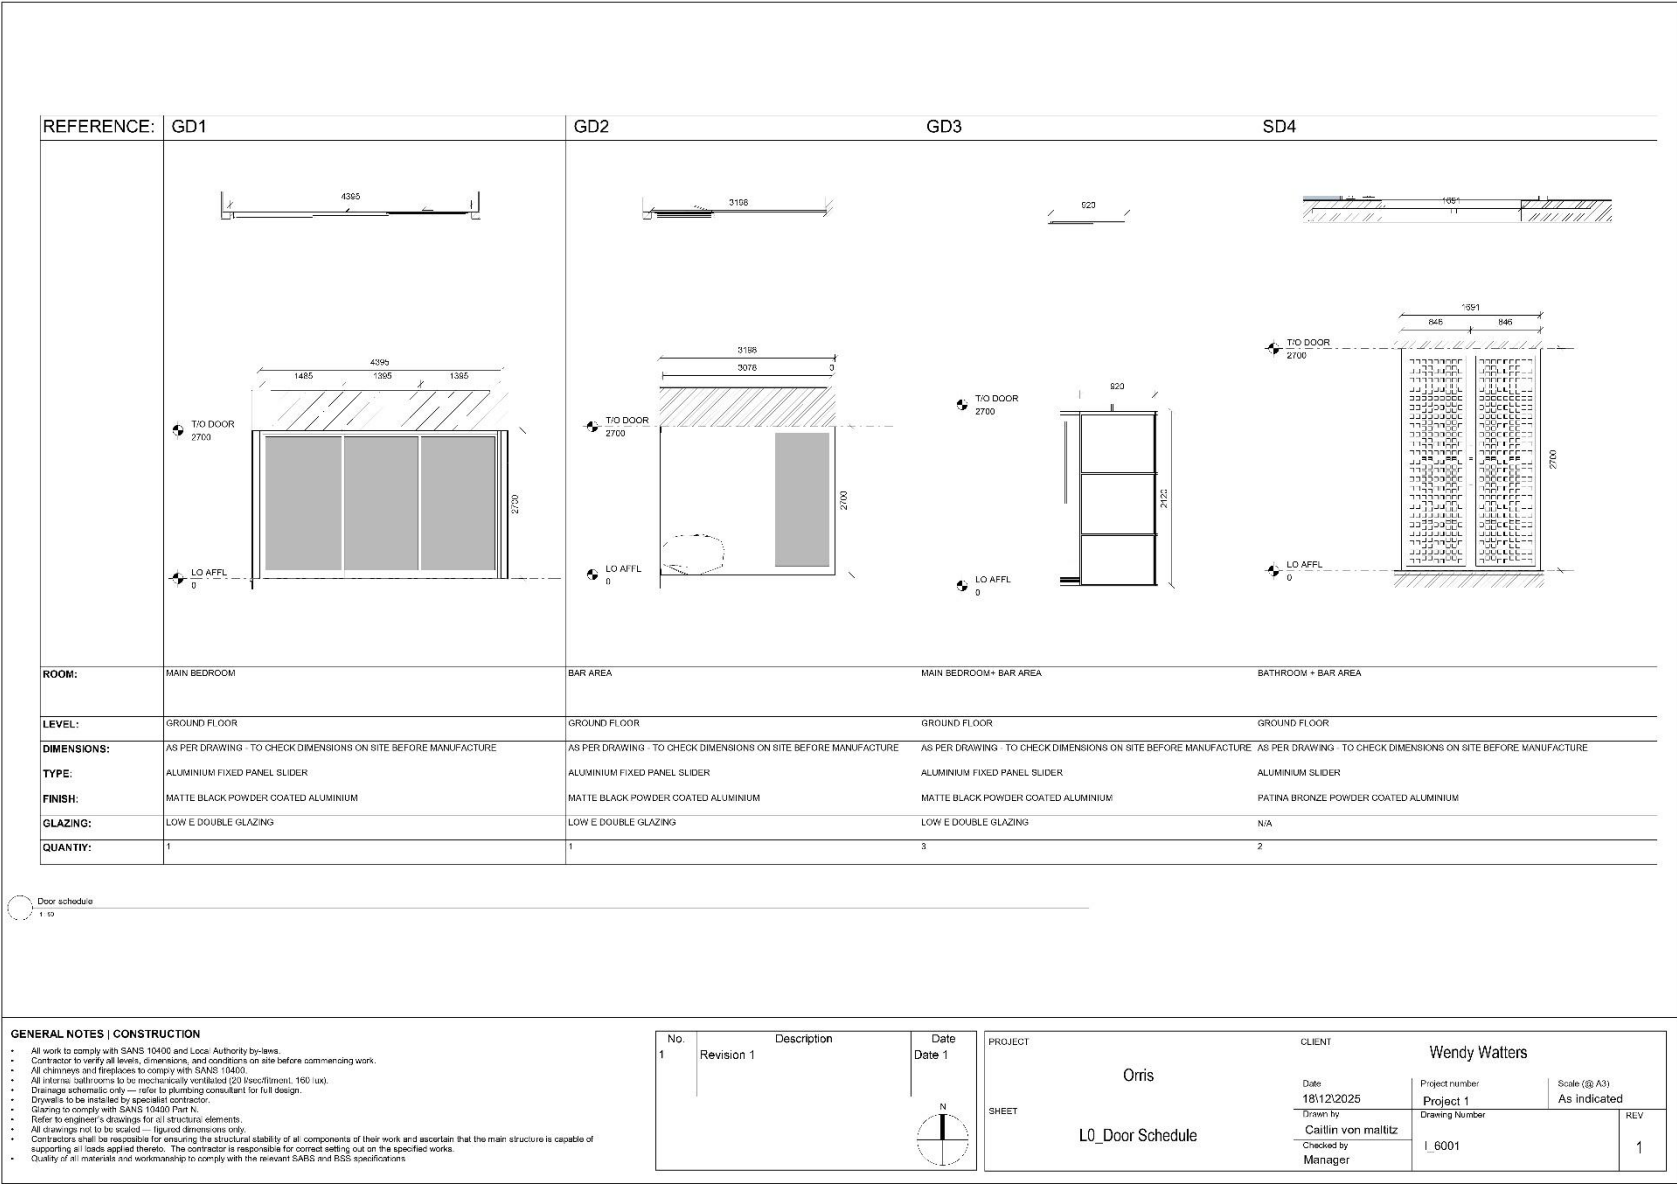 REFERENCE: GD1 GD2 GD3 SD4
4395 3198 920 1691
1691
846 846
T/O DOOR
2700
3198
3078 0
4395
1485 1395 1395
920
T/O DOOR
2700
T/O DOOR
2700
T/O DOOR
2700
2700 2700 2120 2700
LO AFFL
0
LO AFFL
0
LO AFFL
0
LO AFFL
0
ROOM: MAIN BEDROOM BAR AREA MAIN BEDROOM+ BAR AREA BATHROOM + BAR AREA
LEVEL: GROUND FLOOR GROUND FLOOR GROUND FLOOR GROUND FLOOR
DIMENSIONS: AS PER DRAWING - TO CHECK DIMENSIONS ON SITE BEFORE MANUFACTURE AS PER DRAWING - TO CHECK DIMENSIONS ON SITE BEFORE MANUFACTURE AS PER DRAWING - TO CHECK DIMENSIONS ON SITE BEFORE MANUFACTURE AS PER DRAWING - TO CHECK DIMENSIONS ON SITE BEFORE MANUFACTURE
TYPE: ALUMINIUM FIXED PANEL SLIDER ALUMINIUM FIXED PANEL SLIDER ALUMINIUM FIXED PANEL SLIDER ALUMINIUM SLIDER
FINISH: MATTE BLACK POWDER COATED ALUMINIUM MATTE BLACK POWDER COATED ALUMINIUM MATTE BLACK POWDER COATED ALUMINIUM PATINA BRONZE POWDER COATED ALUMINIUM
GLAZING: LOW E DOUBLE GLAZING LOW E DOUBLE GLAZING LOW E DOUBLE GLAZING N/A
QUANTIY: 1 1 3 2
Door schedule
1 : 50
GENERAL NOTES | CONSTRUCTION
• All work to comply with SANS 10400 and Local Authority by-laws.
• Contractor to verify all levels, dimensions, and conditions on site before commencing work.
• All chimneys and fireplaces to comply with SANS 10400.
• All internal bathrooms to be mechanically ventilated (20 l/sec/fitment, 160 lux).
• Drainage schematic only — refer to plumbing consultant for full design.
• Drywalls to be installed by specialist contractor.
• Glazing to comply with SANS 10400 Part N.
• Refer to engineer's drawings for all structural elements.
• All drawings not to be scaled — figured dimensions only.
• Contractors shall be resposible for ensuring the structural stability of all components of their work and ascertain that the main structure is capable of
supporting all loads applied thereto. The contractor is responsible for correct setting out on the specified works.
• Quality of all materials and workmanship to comply with the relevant SABS and BSS specifications
No. Description Date
1 Revision 1 Date 1
N
PROJECT
Orris
SHEET
L0_Door Schedule
CLIENT
Wendy Watters
Date Project number Scale (@ A3)
18\12\2025 Project 1 As indicated
Drawn by Drawing Number REV
Caitlin von maltitz
Checked by I_6001 1
Manager